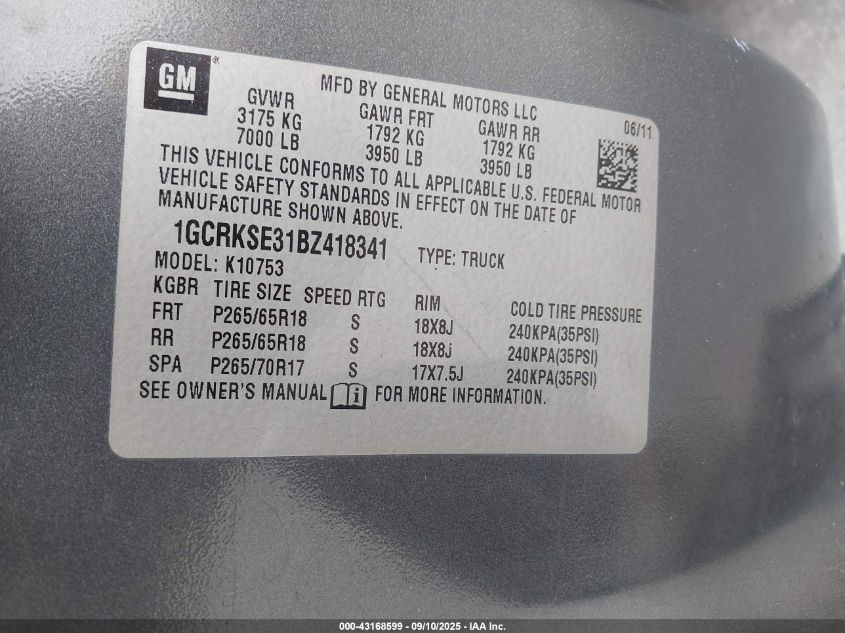 GM®
MFD BY GENERAL MOTORS LLC
GVWR GAWR FRT GAWR RR 06/11
3175 KG 1792 KG 1792 KG
7000 LB 3950 LB 3950 LB
THIS VEHICLE CONFORMS TO ALL APPLICABLE U.S. FEDERAL MOTOR
VEHICLE SAFETY STANDARDS IN EFFECT ON THE DATE OF
MANUFACTURE SHOWN ABOVE.
1GCRKSE31BZ418341 TYPE: TRUCK
MODEL: K10753
KGBR TIRE SIZE SPEED RTG RIM COLD TIRE PRESSURE
FRT P265/65R18 S 18X8J 240KPA(35PSI)
RR P265/65R18 S 18X8J 240KPA(35PSI)
SPA P265/70R17 S 17X7.5J 240KPA(35PSI)
SEE OWNER'S MANUAL i FOR MORE INFORMATION.
000-43168599 - 09/10/2025 - IAA Inc.